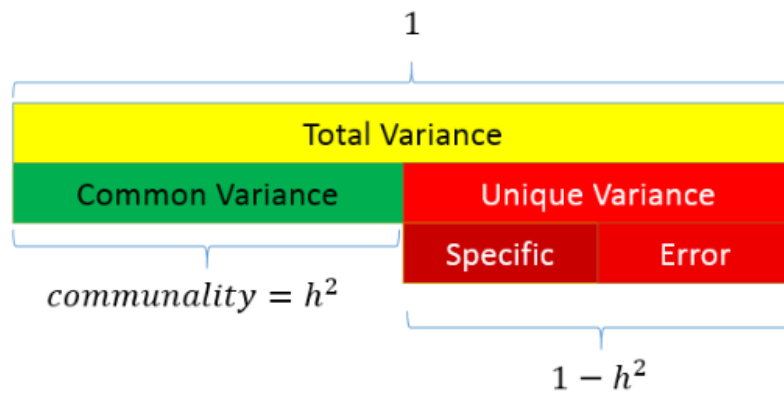 1
Total Variance
Common Variance
Unique Variance
Specific
Error
communality = h²
1 − h²